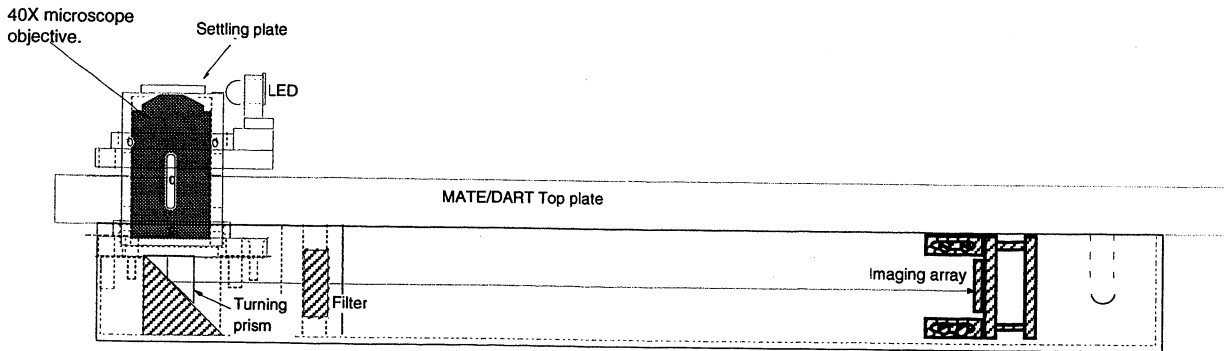 40X microscope
objective.
Settling plate
LED
MATE/DART Top plate
Imaging array
Turning
prism
Filter